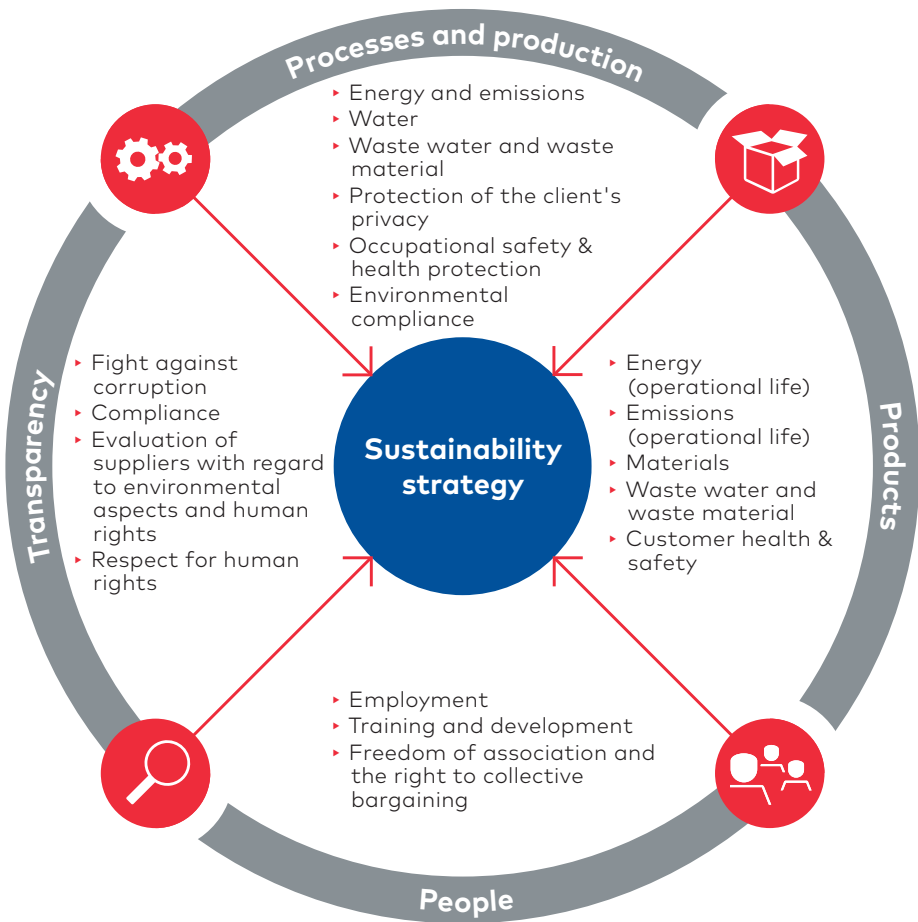 Processes and production
▸ Energy and emissions
▸ Water
▸ Waste water and waste
material
▸ Protection of the client's
privacy
▸ Occupational safety &
health protection
▸ Environmental
compliance
Transparency
▸ Fight against
corruption
▸ Compliance
▸ Evaluation of
suppliers with regard
to environmental
aspects and human
rights
▸ Respect for human
rights
Sustainability
strategy
▸ Energy
(operational life)
▸ Emissions
(operational life)
▸ Materials
▸ Waste water and
waste material
▸ Customer health &
safety
Products
▸ Employment
▸ Training and development
▸ Freedom of association and
the right to collective
bargaining
People